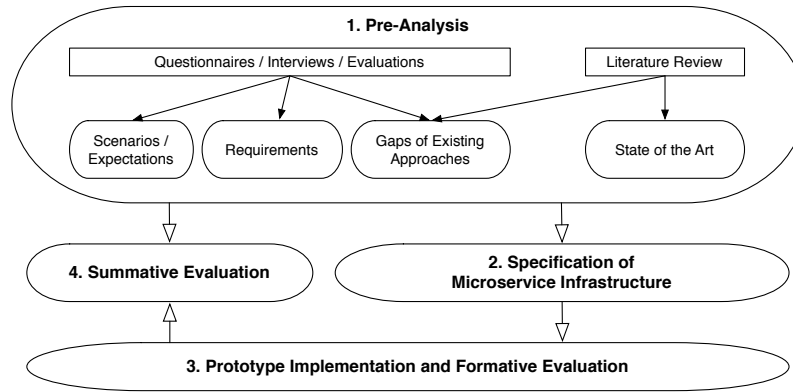 1. Pre-Analysis
Questionnaires / Interviews / Evaluations
Literature Review
Scenarios /
Expectations
Requirements
Gaps of Existing
Approaches
State of the Art
4. Summative Evaluation
2. Specification of
Microservice Infrastructure
3. Prototype Implementation and Formative Evaluation